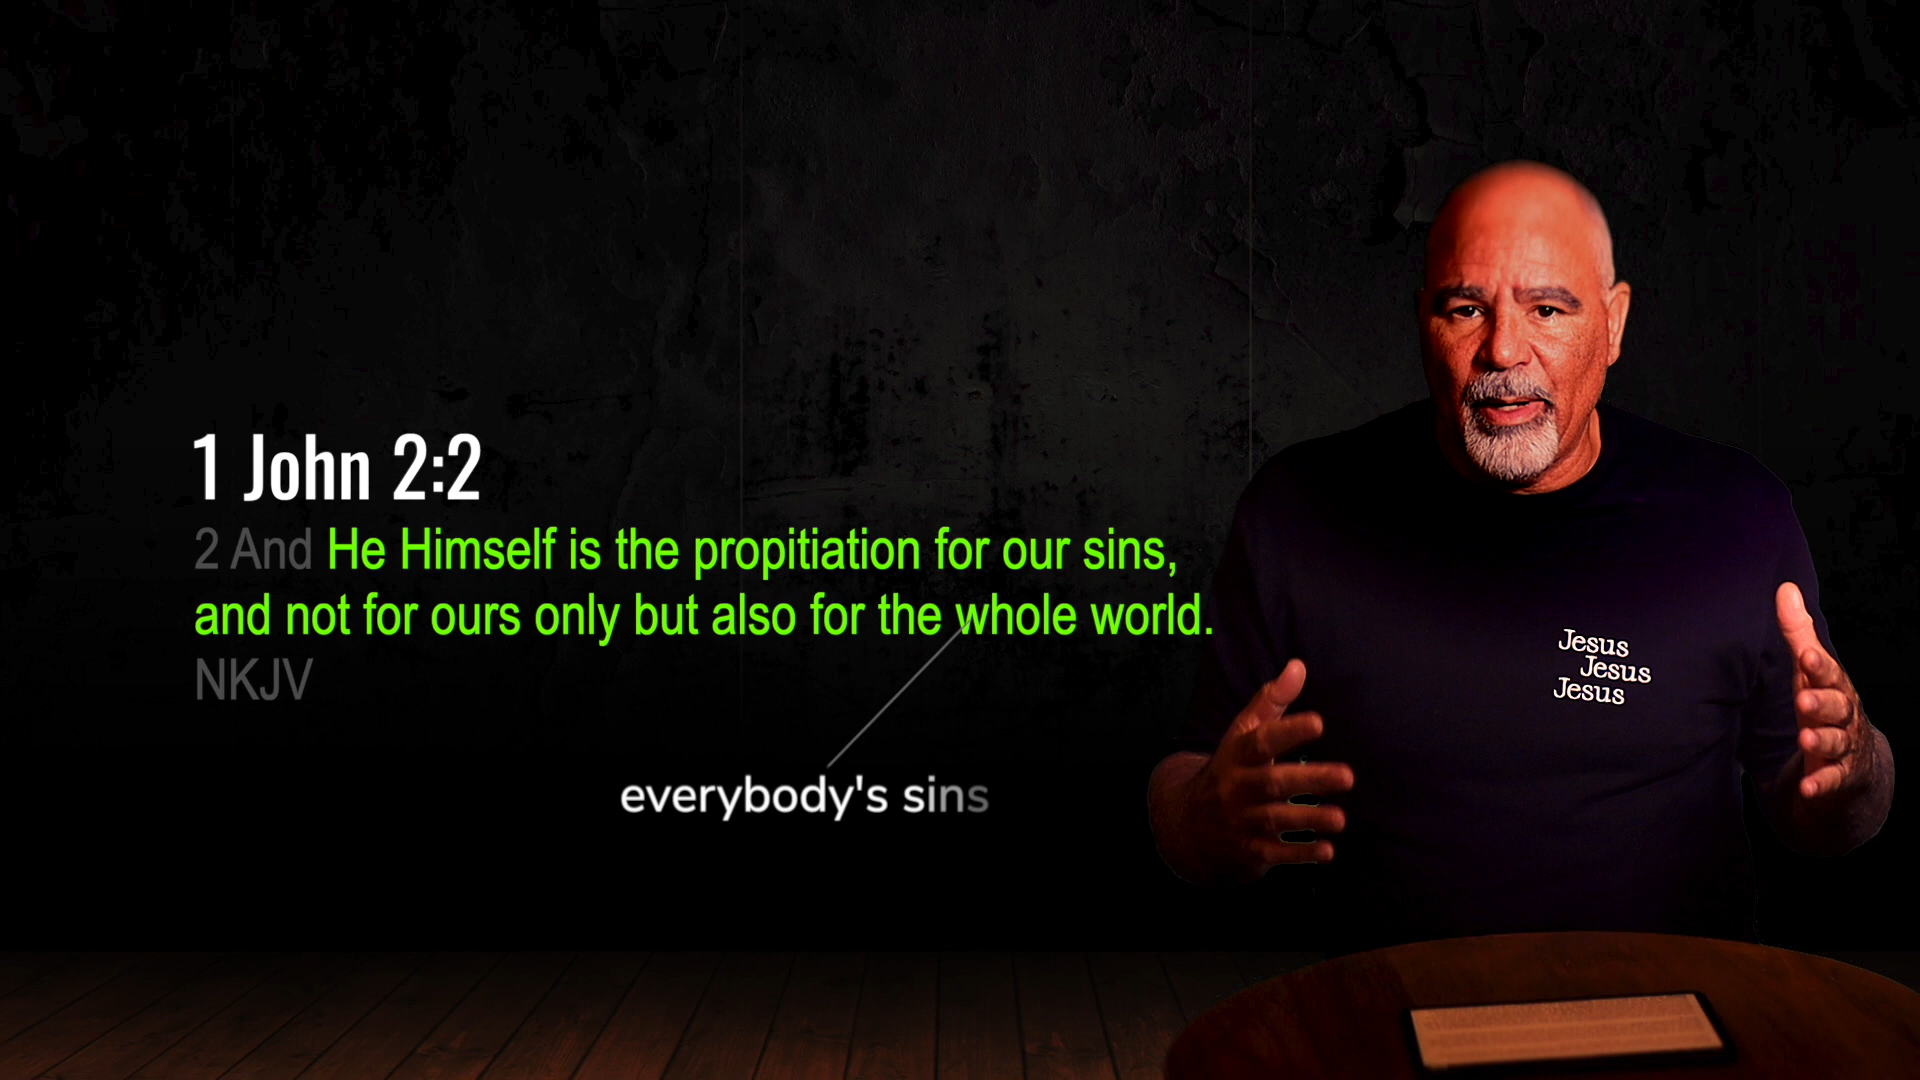 1 John 2:2
2 And He Himself is the propitiation for our sins,
and not for ours only but also for the whole world.
NKJV
everybody's sins
Jesus
Jesus
Jesus